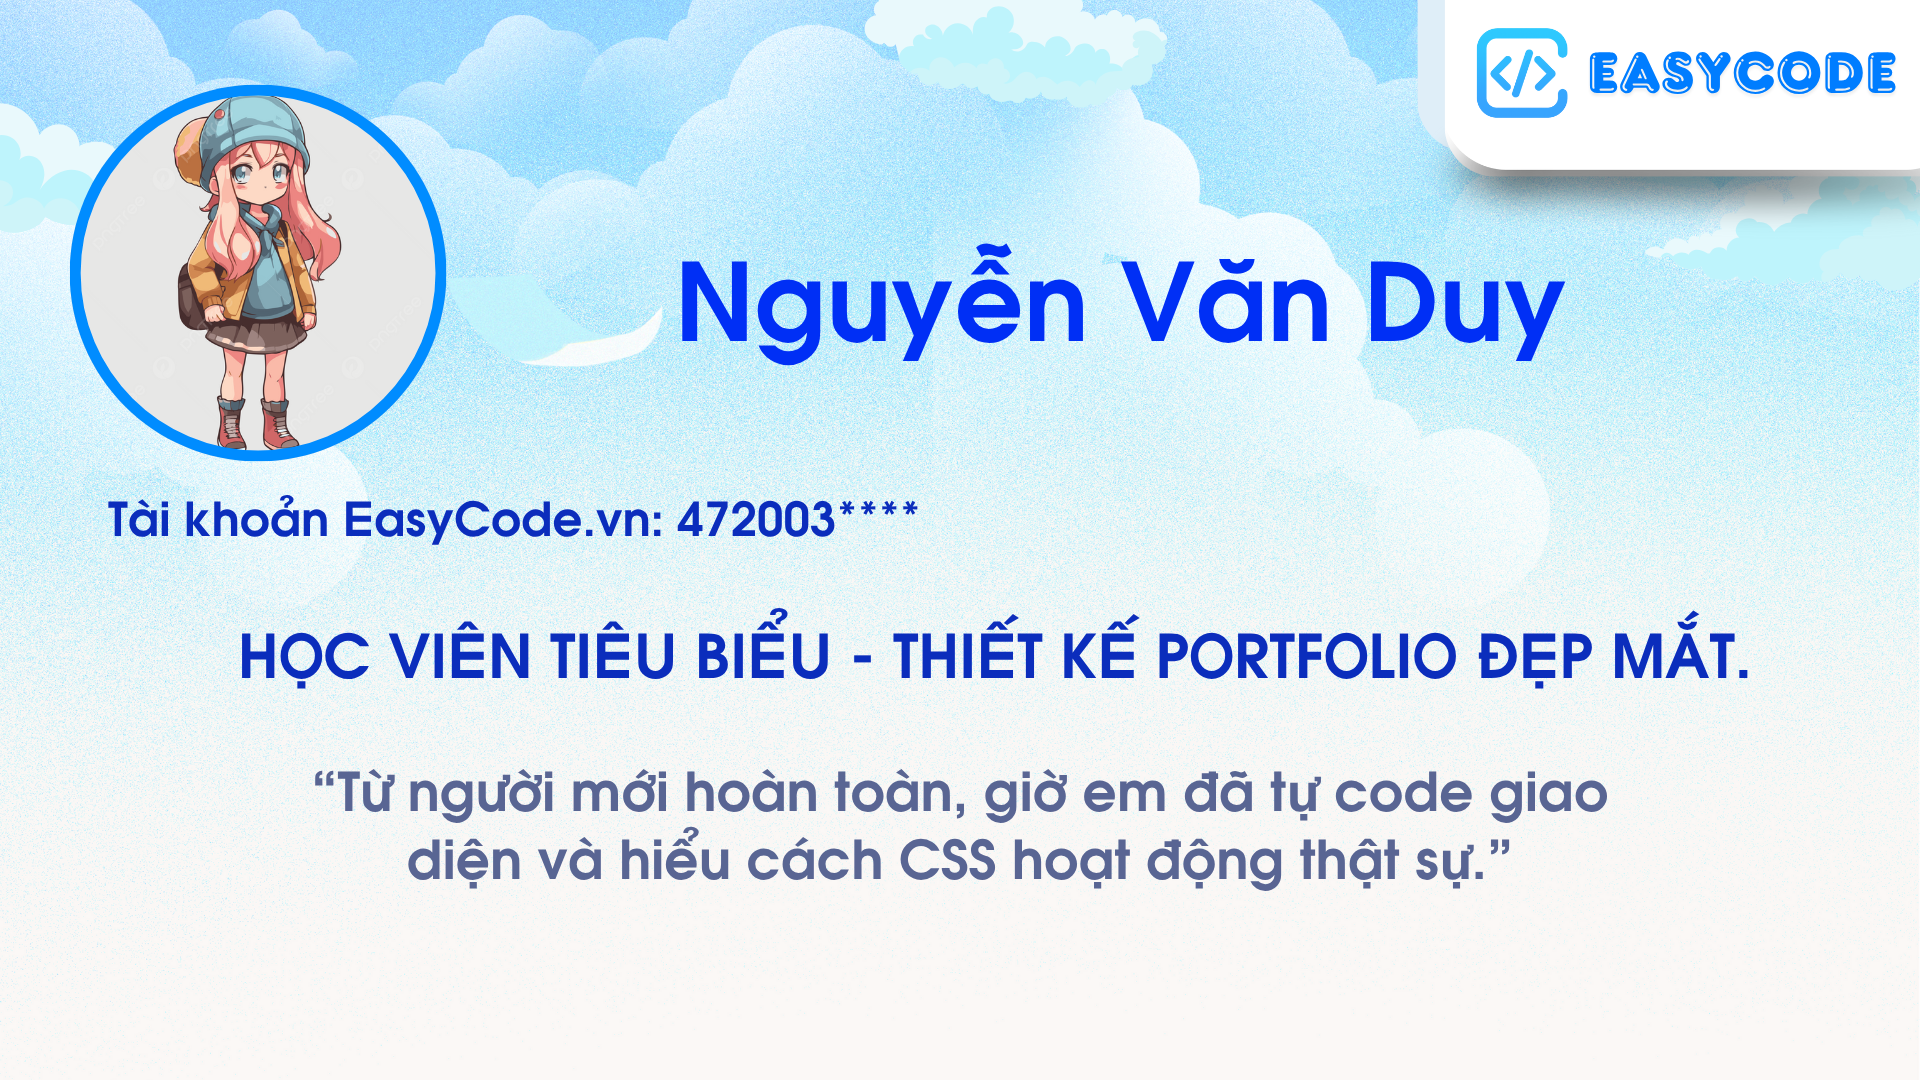 EASYCODE
Nguyễn Văn Duy
Tài khoản EasyCode.vn: 472003****
HỌC VIÊN TIÊU BIỂU - THIẾT KẾ PORTFOLIO ĐẸP MẮT.
“Từ người mới hoàn toàn, giờ em đã tự code giao
diện và hiểu cách CSS hoạt động thật sự.”